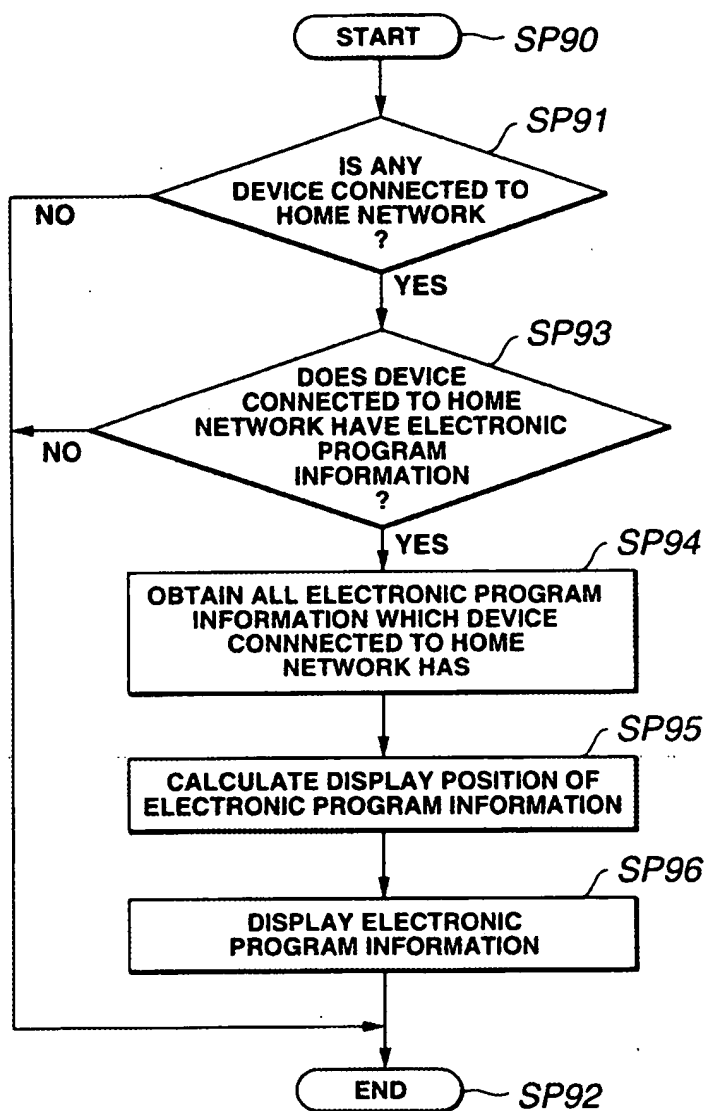 START
SP90
SP91
IS ANY
DEVICE CONNECTED TO
HOME NETWORK
?
NO
YES
SP93
DOES DEVICE
CONNECTED TO HOME
NETWORK HAVE ELECTRONIC
PROGRAM
INFORMATION
?
NO
YES
SP94
OBTAIN ALL ELECTRONIC PROGRAM
INFORMATION WHICH DEVICE
CONNNECTED TO HOME
NETWORK HAS
SP95
CALCULATE DISPLAY POSITION OF
ELECTRONIC PROGRAM INFORMATION
SP96
DISPLAY ELECTRONIC
PROGRAM INFORMATION
END
SP92